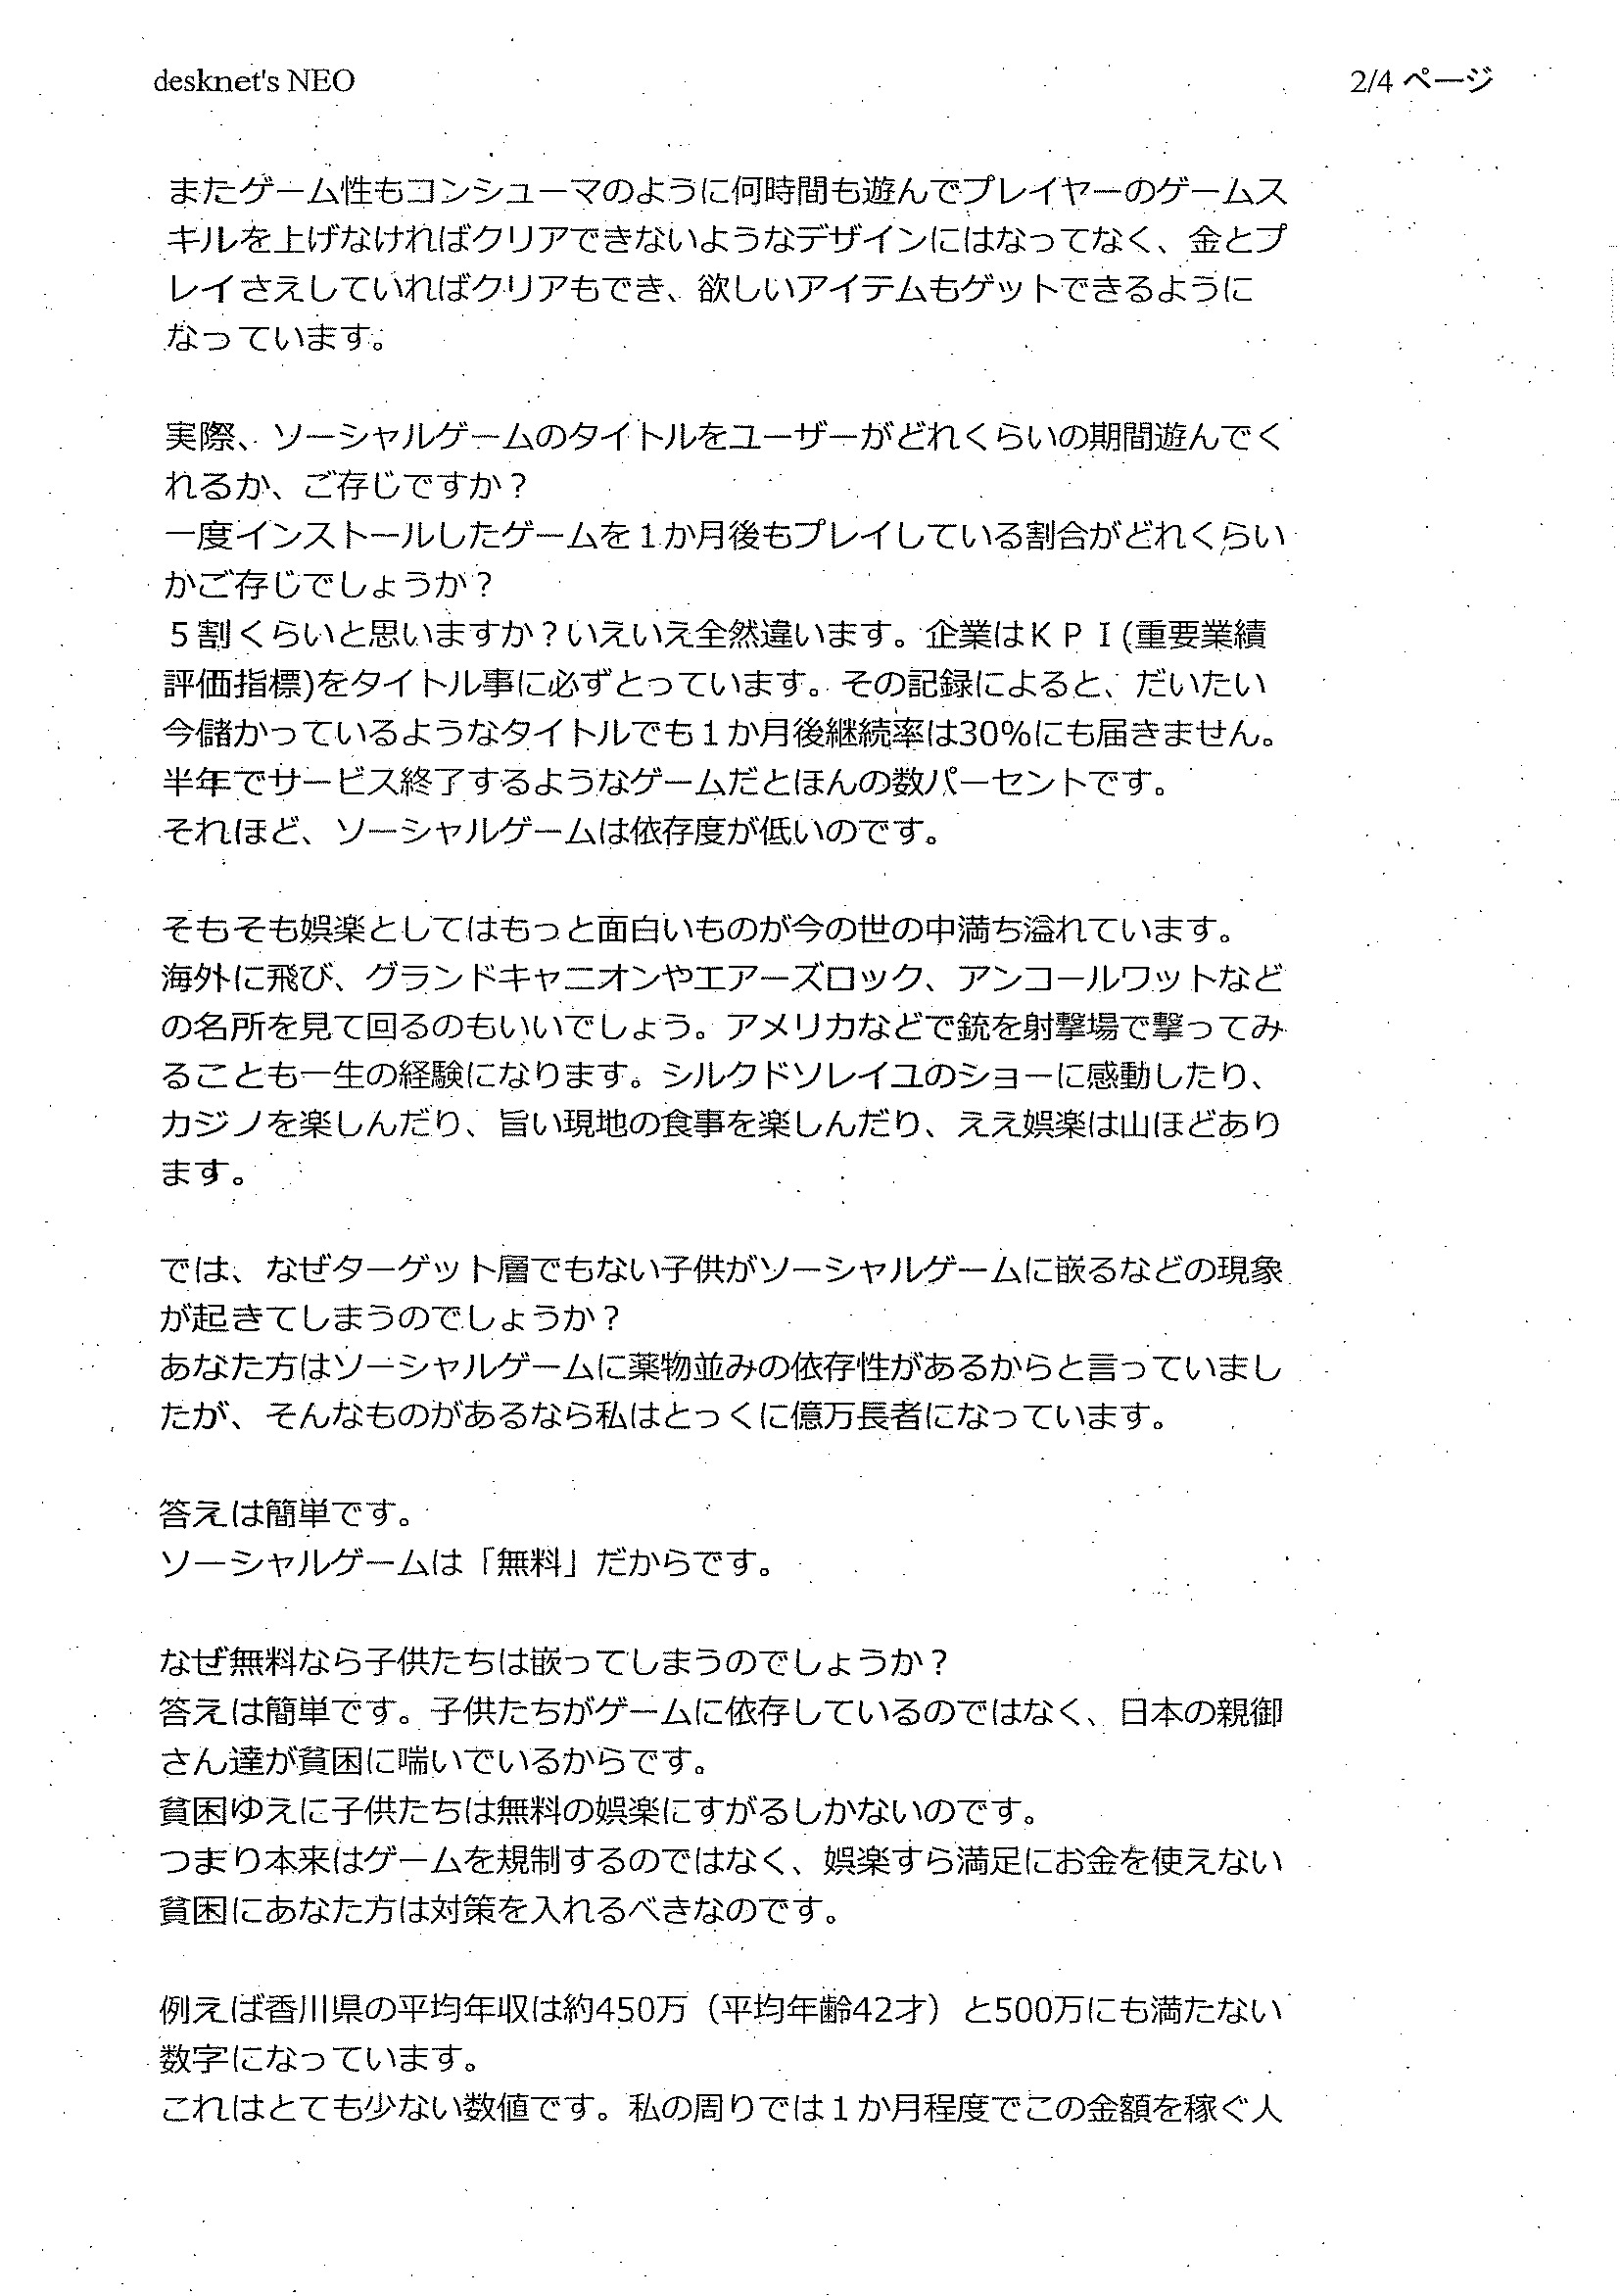 desknet's NEO
2/4 ページ
またゲーム性もコンシューマのように何時間も遊んでプレイヤーのゲームス
キルを上げなければクリアできないようなデザインにはなってなく、金とプ
レイさえしていればクリアもでき、欲しいアイテムもゲットできるように
なっています。
実際、ソーシャルゲームのタイトルをユーザーがどれくらいの期間遊んでく
れるか、ご存じですか？
一度インストールしたゲームを１か月後もプレイしている割合がどれくらい
かご存じでしょうか？
５割くらいと思いますか？いえいえ全然違います。企業はＫＰＩ(重要業績
評価指標)をタイトル事に必ずとっています。その記録によると、だいたい
今儲かっているようなタイトルでも１か月後継続率は30%にも届きません。
半年でサービス終了するようなゲームだとほんの数パーセントです。
それほど、ソーシャルゲームは依存度が低いのです。
そもそも娯楽としてはもっと面白いものが今の世の中満ち溢れています。
海外に飛び、グランドキャニオンやエアーズロック、アンコールワットなど
の名所を見て回るのもいいでしょう。アメリカなどで銃を射撃場で撃ってみ
ることも一生の経験になります。シルクドソレイユのショーに感動したり、
カジノを楽しんだり、旨い現地の食事を楽しんだり、ええ娯楽は山ほどあり
ます。
では、なぜターゲット層でもない子供がソーシャルゲームに嵌るなどの現象
が起きてしまうのでしょうか？
あなた方はソーシャルゲームに薬物並みの依存性があるからと言っていまし
たが、そんなものがあるなら私はとっくに億万長者になっています。
答えは簡単です。
ソーシャルゲームは「無料」だからです。
なぜ無料なら子供たちは嵌ってしまうのでしょうか？
答えは簡単です。子供たちがゲームに依存しているのではなく、日本の親御
さん達が貧困に喘いでいるからです。
貧困ゆえに子供たちは無料の娯楽にすがるしかないのです。
つまり本来はゲームを規制するのではなく、娯楽すら満足にお金を使えない
貧困にあなた方は対策を入れるべきなのです。
例えば香川県の平均年収は約450万（平均年齢42才）と500万にも満たない
数字になっています。
これはとても少ない数値です。私の周りでは１か月程度でこの金額を稼ぐ人